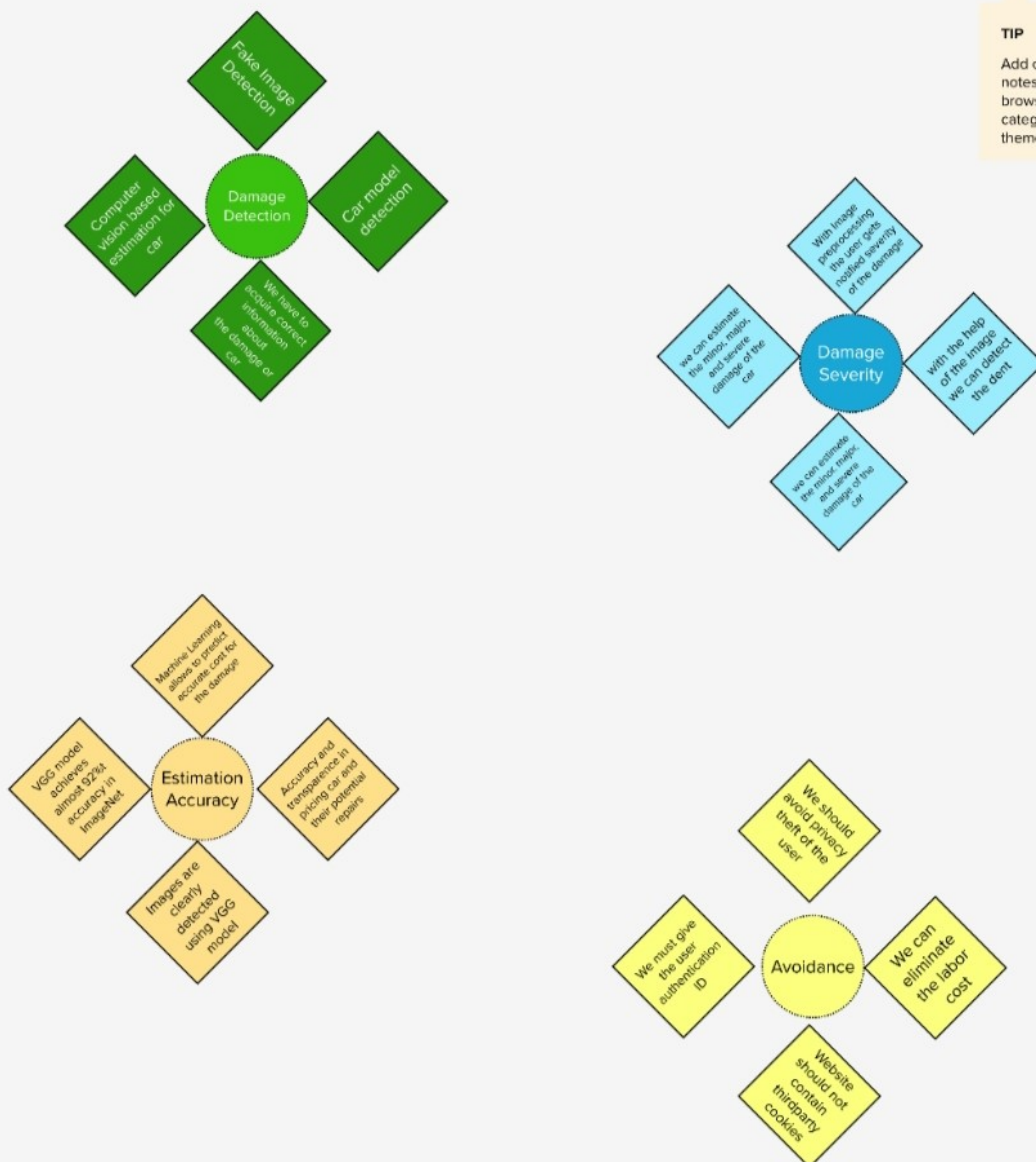 TIP
Add
notes
brows
categ
them
Fake Image
Detection
Computer
vision based
estimation for
car
Damage
Detection
Car model
detection
We have to
acquire correct
information
about
the damage or
car
With Image
preprocessing
the user gets
notified severity
of the damage
we can estimate
the minor, major,
and severe
damage of the
car
Damage
Severity
with the help
of the image
we can detect
the dent
we can estimate
the minor, major,
and severe
damage of the
car
Machine Learning
allows to predict
accurate cost for
the damage
VGG model
achieves
almost 92%t
accuracy in
ImageNet
Estimation
Accuracy
Accuracy and
transparence in
pricing car and
their potential
repairs
Images are
clearly
detected
using VGG
model
We should
avoid privacy
theft of the
user
We must give
the user
authentication
ID
Avoidance
We can
eliminate
the labor
cost
Website
should not
contain
thirdparty
cookies